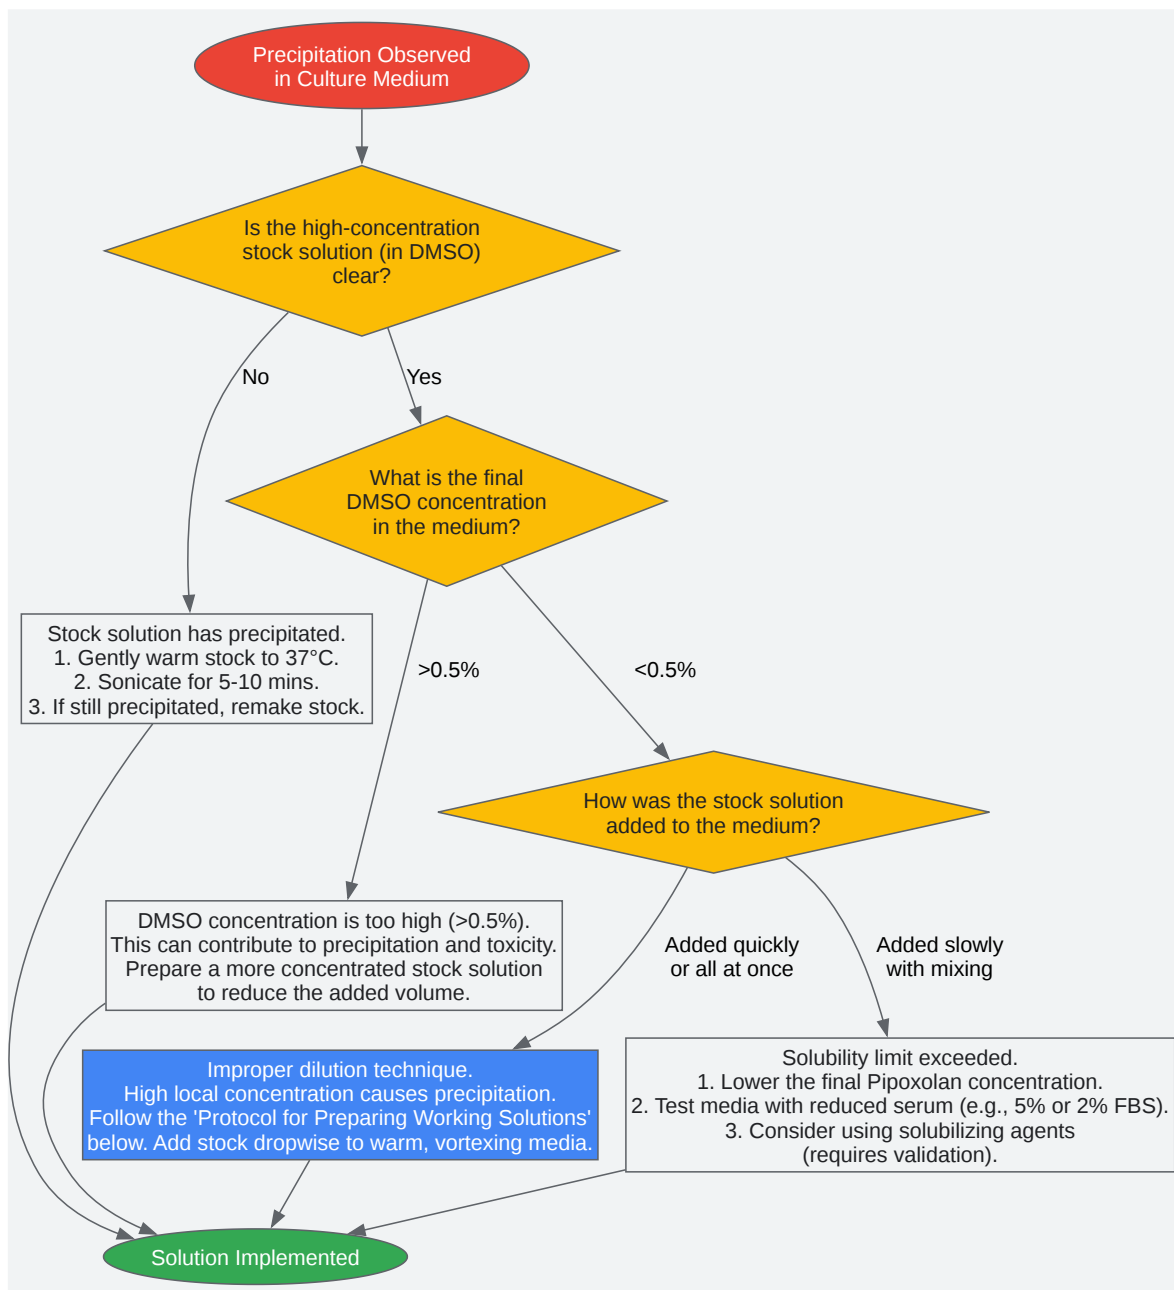 Precipitation Observed
in Culture Medium
Is the high-concentration
stock solution (in DMSO)
clear?
No
Yes
What is the final
DMSO concentration
in the medium?
Stock solution has precipitated.
1. Gently warm stock to 37°C.
2. Sonicate for 5-10 mins.
3. If still precipitated, remake stock.
>0.5%
<0.5%
How was the stock solution
added to the medium?
DMSO concentration is too high (>0.5%).
This can contribute to precipitation and toxicity.
Prepare a more concentrated stock solution
to reduce the added volume.
Added quickly
or all at once
Added slowly
with mixing
Improper dilution technique.
High local concentration causes precipitation.
Follow the 'Protocol for Preparing Working Solutions'
below. Add stock dropwise to warm, vortexing media.
Solubility limit exceeded.
1. Lower the final Pipoxolan concentration.
2. Test media with reduced serum (e.g., 5% or 2% FBS).
3. Consider using solubilizing agents
(requires validation).
Solution Implemented